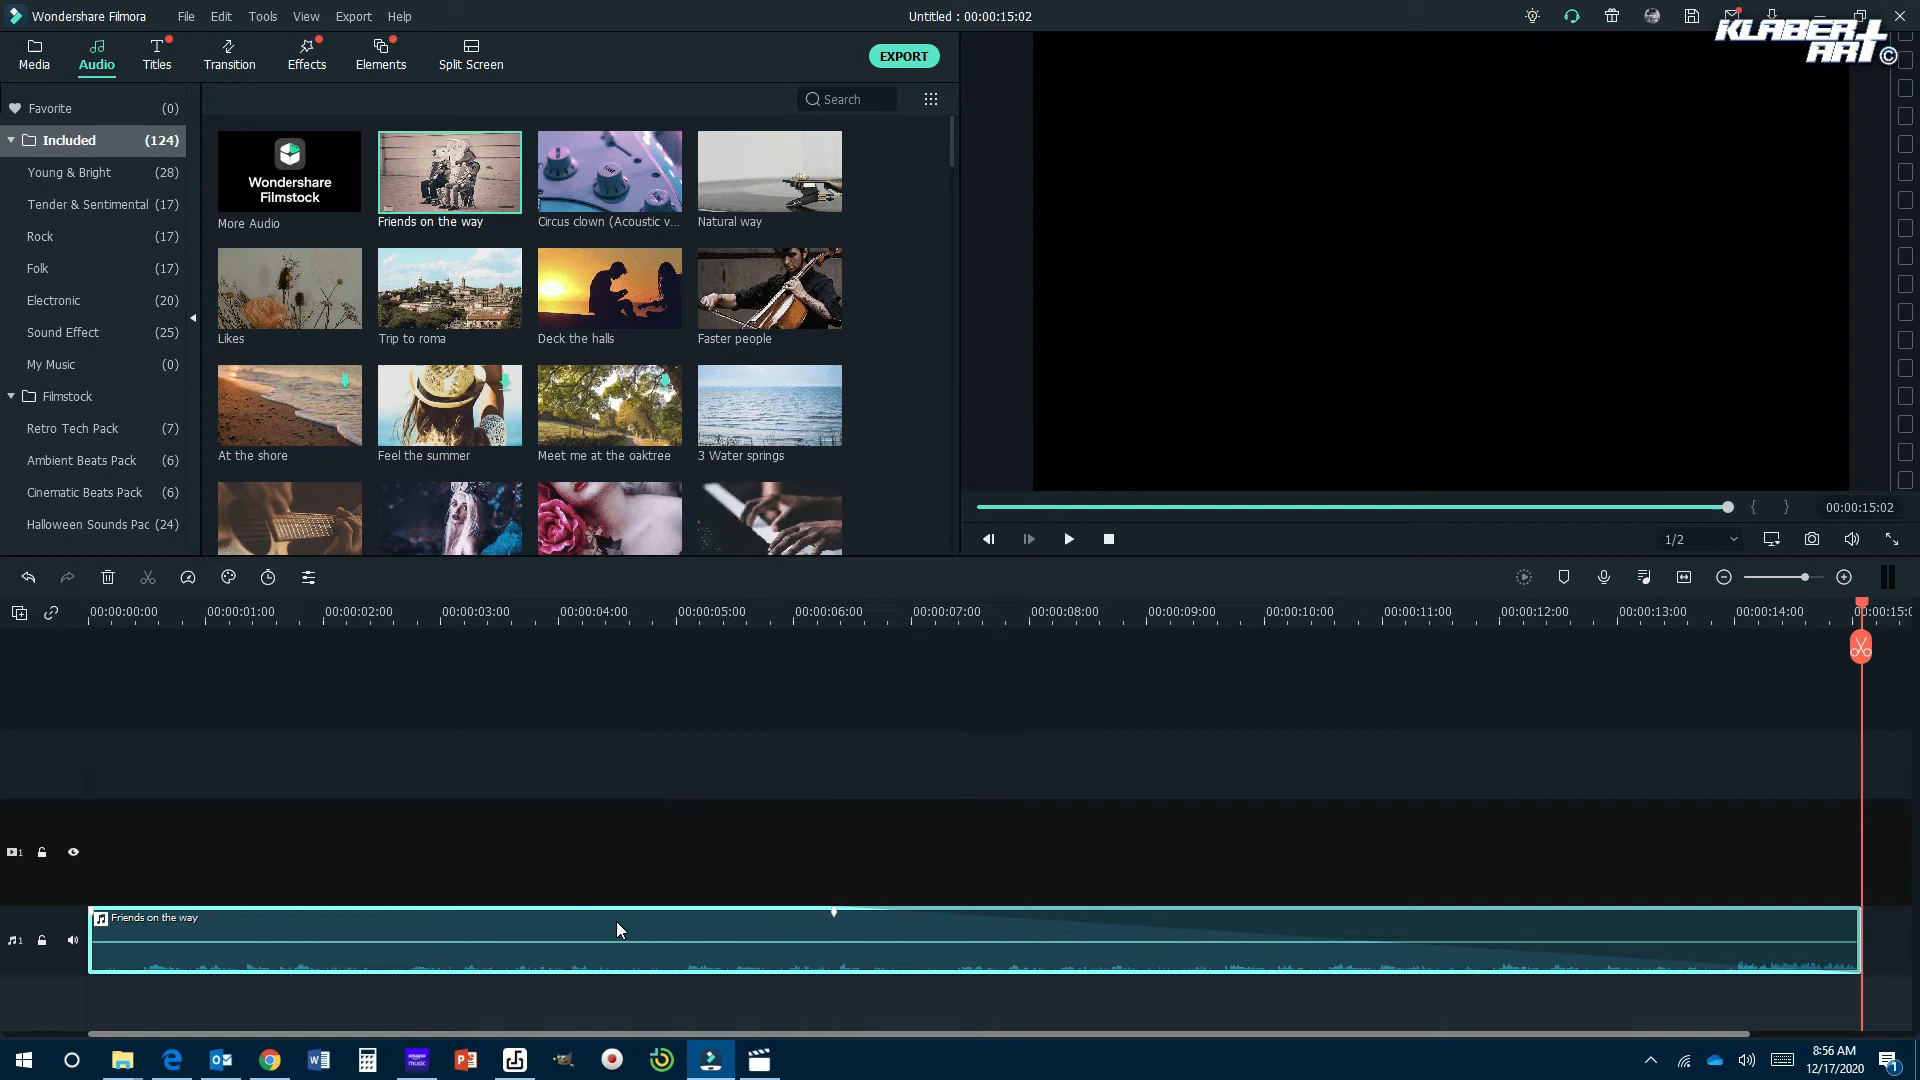 Wondershare Filmora File Edit Tools View Export Help Untitled : 00:00:15:02
KLABER
ART ©
Media Audio Titles Transition Effects Elements Split Screen EXPORT
Favorite (0) Search
Included (124)
Young & Bright (28)
Tender & Sentimental (17)
Rock (17)
Folk (17)
Electronic (20)
Sound Effect (25)
My Music (0)
Filmstock
Retro Tech Pack (7)
Ambient Beats Pack (6)
Cinematic Beats Pack (6)
Halloween Sounds Pac (24)
Wondershare
Filmstock
More Audio Friends on the way Circus clown (Acoustic v... Natural way
Likes Trip to roma Deck the halls Faster people
At the shore Feel the summer Meet me at the oaktree 3 Water springs
{ } 00:00:15:02
1/2
00:00:00:00 00:00:01:00 00:00:02:00 00:00:03:00 00:00:04:00 00:00:05:00 00:00:06:00 00:00:07:00 00:00:08:00 00:00:09:00 00:00:10:00 00:00:11:00 00:00:12:00 00:00:13:00 00:00:14:00 00:00:15:0
1
Friends on the way
1
8:56 AM
12/17/2020
1